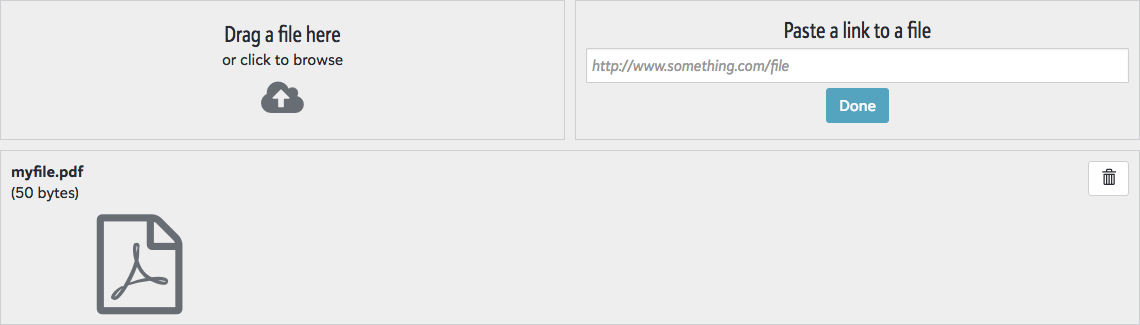 Drag a file here
or click to browse
Paste a link to a file
http://www.something.com/file
Done
myfile.pdf
(50 bytes)